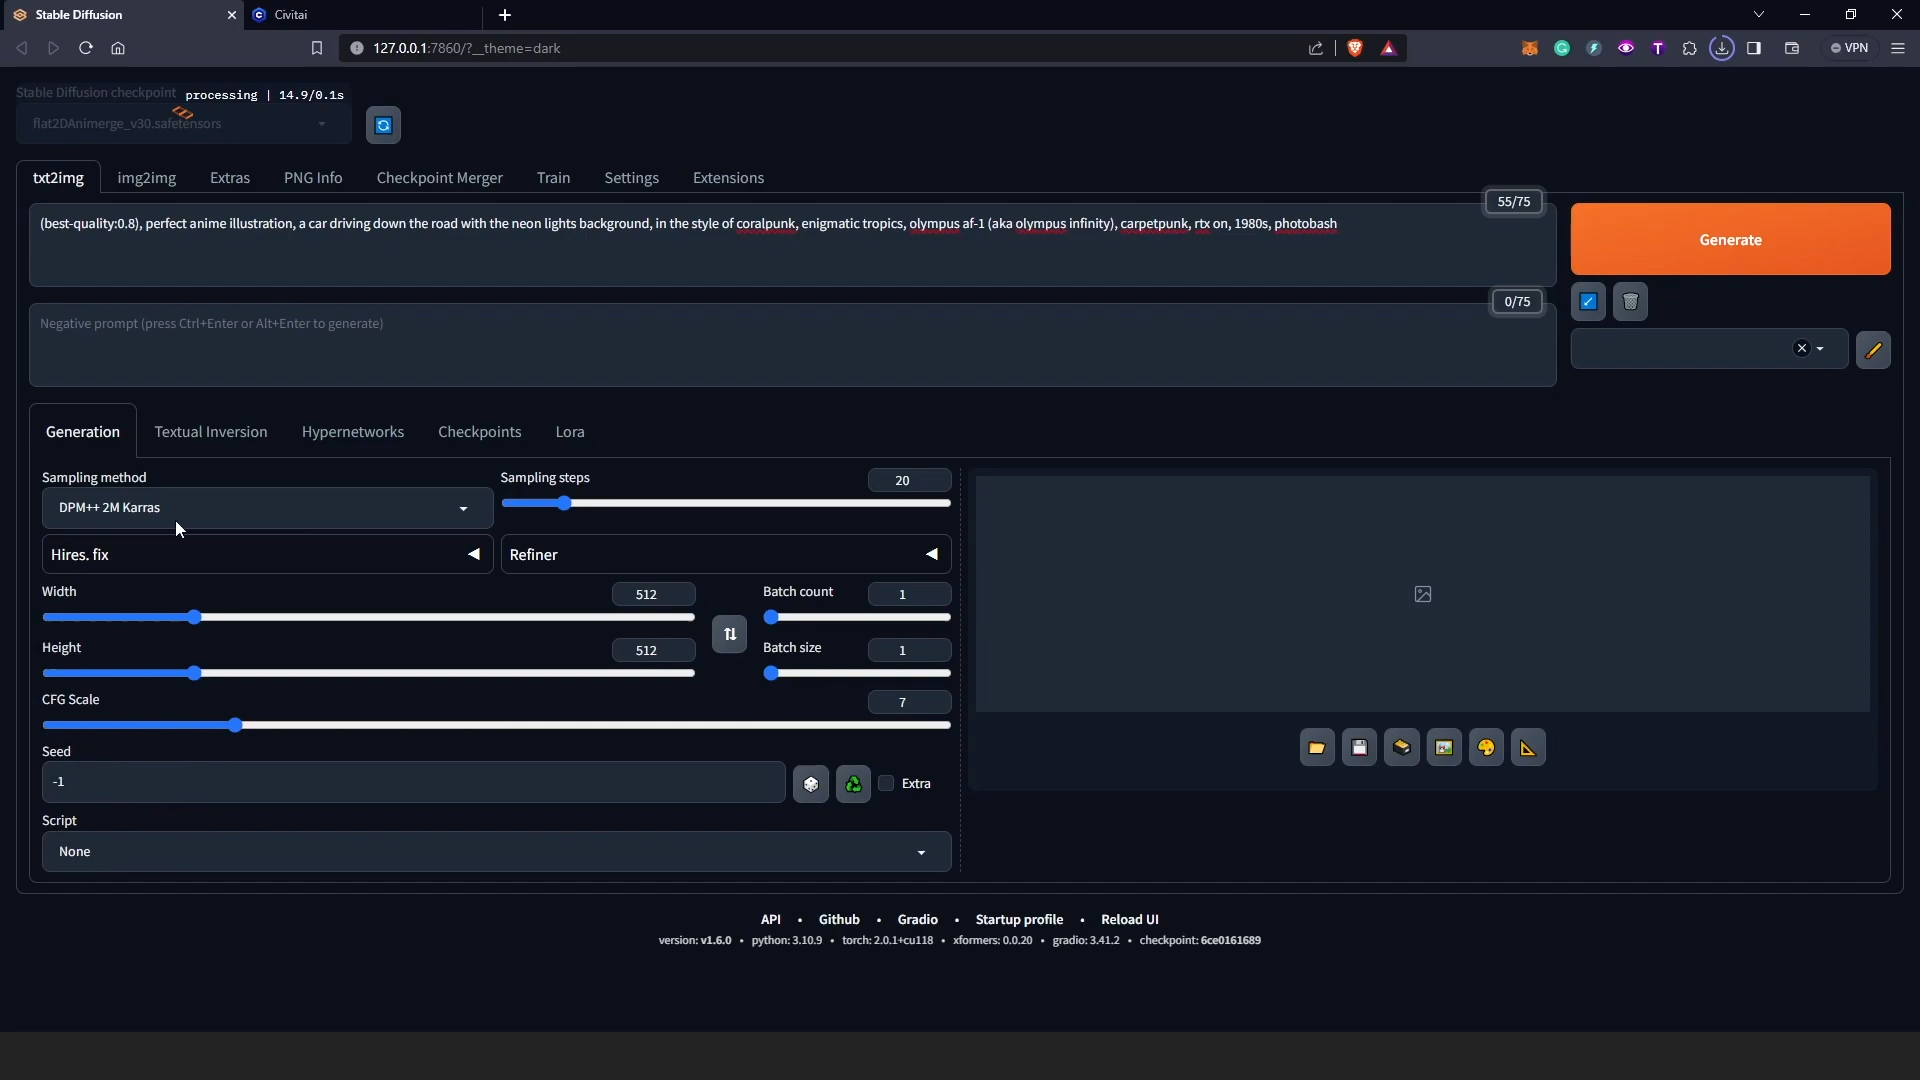 Stable Diffusion
Civitai
127.0.0.1:7860/?__theme=dark
VPN
Stable Diffusion checkpoint
processing | 14.9/0.1s
flat2DAnimerge_v30.safetensors
txt2img
img2img
Extras
PNG Info
Checkpoint Merger
Train
Settings
Extensions
55/75
(best-quality:0.8), perfect anime illustration, a car driving down the road with the neon lights background, in the style of coralpunk, enigmatic tropics, olympus af-1 (aka olympus infinity), carpetpunk, rtx on, 1980s, photobash
Generate
0/75
Negative prompt (press Ctrl+Enter or Alt+Enter to generate)
Generation
Textual Inversion
Hypernetworks
Checkpoints
Lora
Sampling method
Sampling steps
20
DPM++ 2M Karras
Hires. fix
Refiner
Width
512
Batch count
1
Height
512
Batch size
1
CFG Scale
7
Seed
-1
Extra
Script
None
API • Github • Gradio • Startup profile • Reload UI
version: v1.6.0 • python: 3.10.9 • torch: 2.0.1+cu118 • xformers: 0.0.20 • gradio: 3.41.2 • checkpoint: 6ce0161689